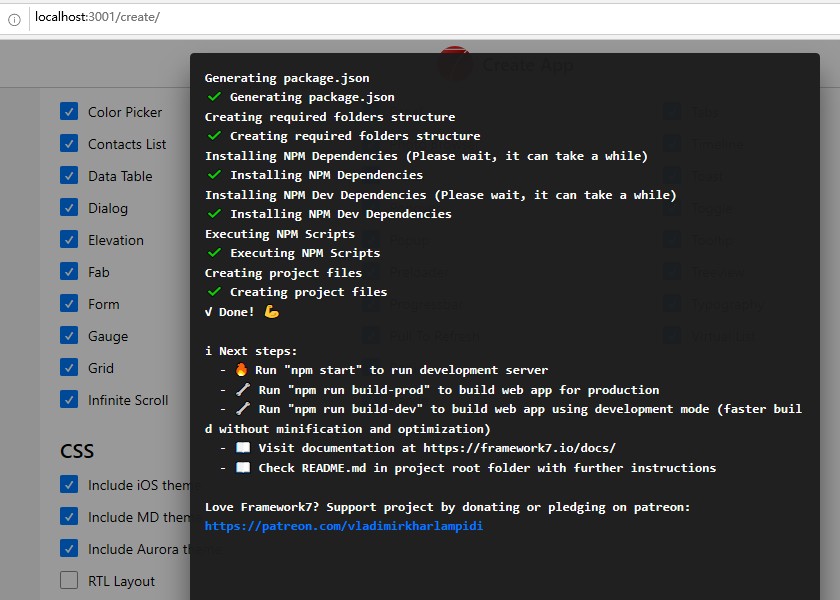 localhost:3001/create/
Create App
Color Picker
Contacts List
Data Table
Dialog
Elevation
Fab
Form
Gauge
Grid
Infinite Scroll
CSS
Include iOS them
Include MD them
Include Aurora th
RTL Layout
Generating package.json
✓ Generating package.json
Creating required folders structure
✓ Creating required folders structure
Installing NPM Dependencies (Please wait, it can take a while)
✓ Installing NPM Dependencies
Installing NPM Dev Dependencies (Please wait, it can take a while)
✓ Installing NPM Dev Dependencies
Executing NPM Scripts
✓ Executing NPM Scripts
Creating project files
✓ Creating project files
√ Done! 💪
i Next steps:
- 🔥 Run "npm start" to run development server
- 🔧 Run "npm run build-prod" to build web app for production
- 🔧 Run "npm run build-dev" to build web app using development mode (faster buil
d without minification and optimization)
- 📖 Visit documentation at https://framework7.io/docs/
- 📖 Check README.md in project root folder with further instructions
Love Framework7? Support project by donating or pledging on patreon:
https://patreon.com/vladimirkharlampidi